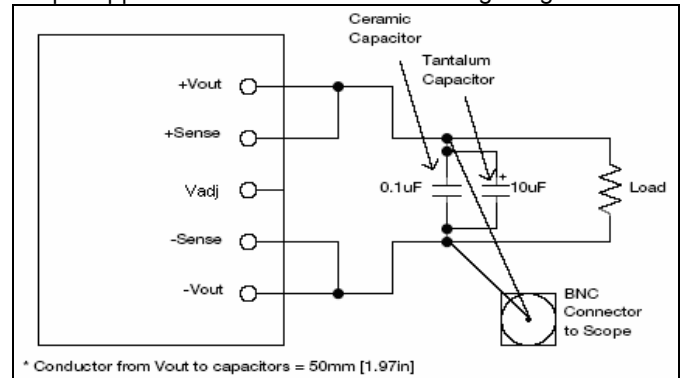 Ceramic
Capacitor
Tantalum
Capacitor
+Vout
+Sense
Vadj
-Sense
-Vout
0.1uF
+
10uF
Load
BNC
Connector
to Scope
* Conductor from Vout to capacitors = 50mm [1.97in]